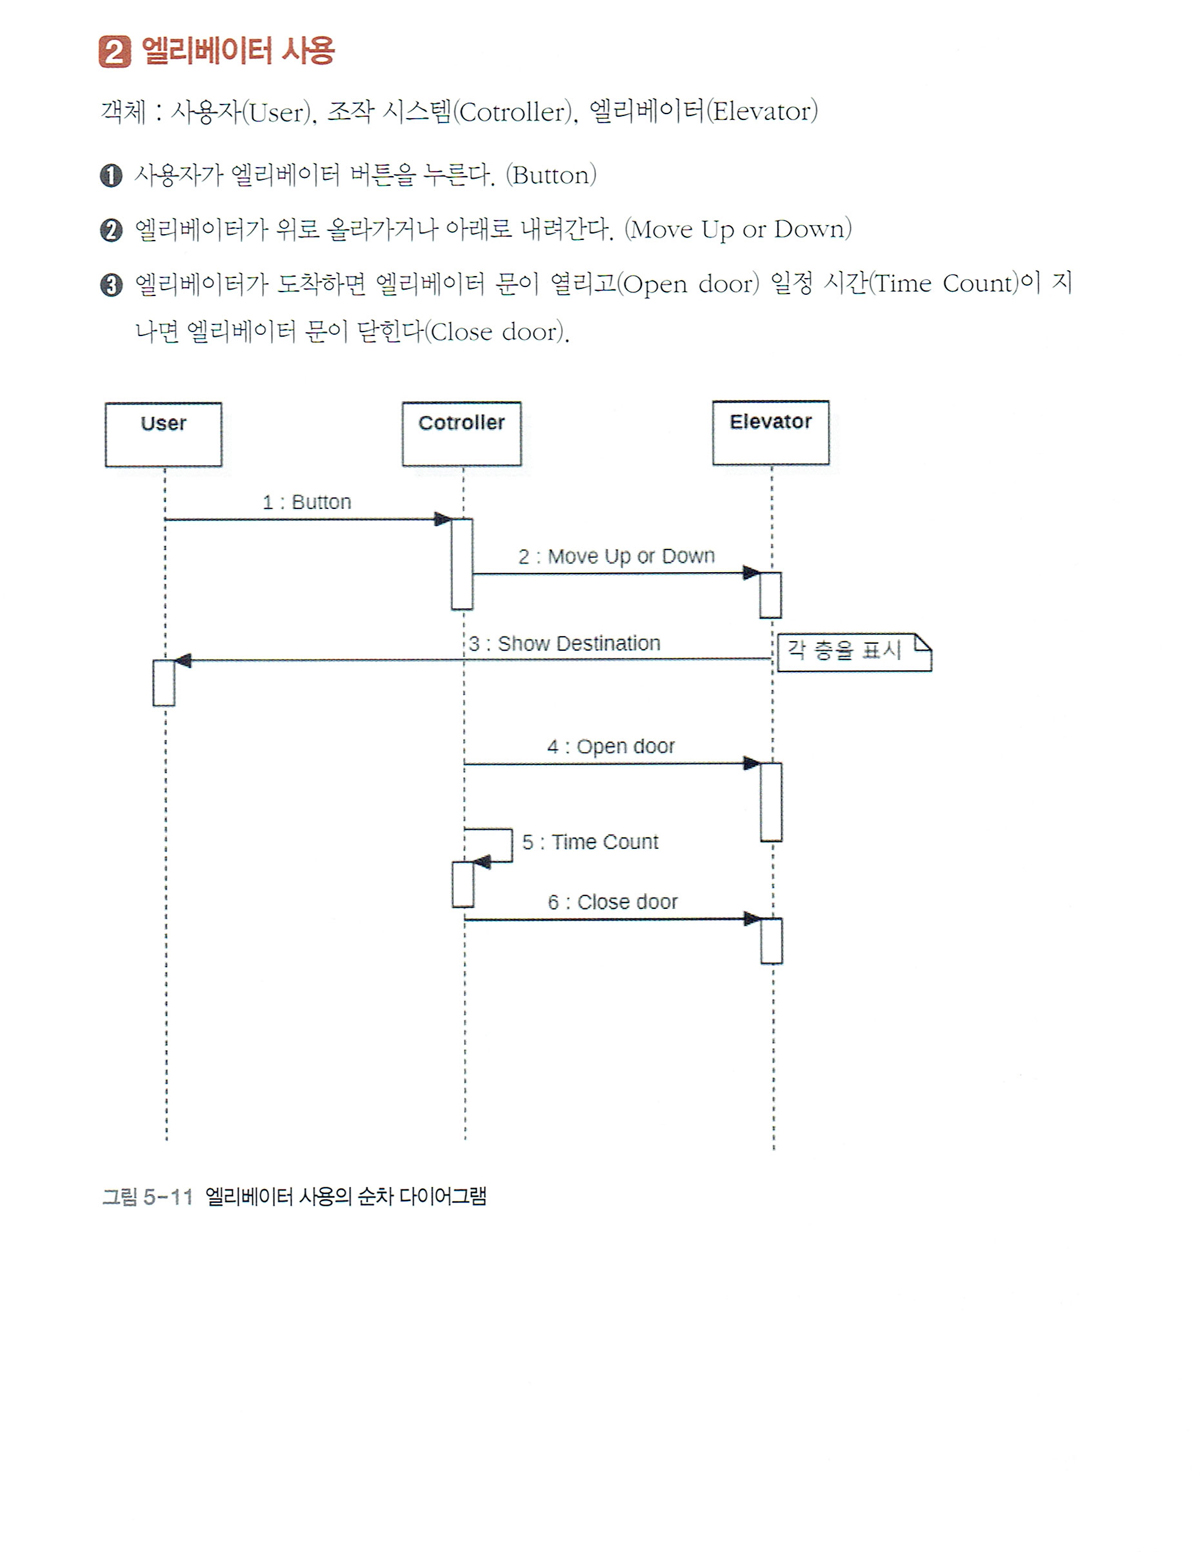 2 엘리베이터 사용
객체 : 사용자(User), 조작 시스템(Cotroller), 엘리베이터(Elevator)
❶ 사용자가 엘리베이터 버튼을 누른다. (Button)
❷ 엘리베이터가 위로 올라가거나 아래로 내려간다. (Move Up or Down)
❸ 엘리베이터가 도착하면 엘리베이터 문이 열리고(Open door) 일정 시간(Time Count)이 지
나면 엘리베이터 문이 닫힌다(Close door).
User
Cotroller
Elevator
1 : Button
2 : Move Up or Down
3 : Show Destination
각 층을 표시
4 : Open door
5 : Time Count
6 : Close door
그림 5-11 엘리베이터 사용의 순차 다이어그램